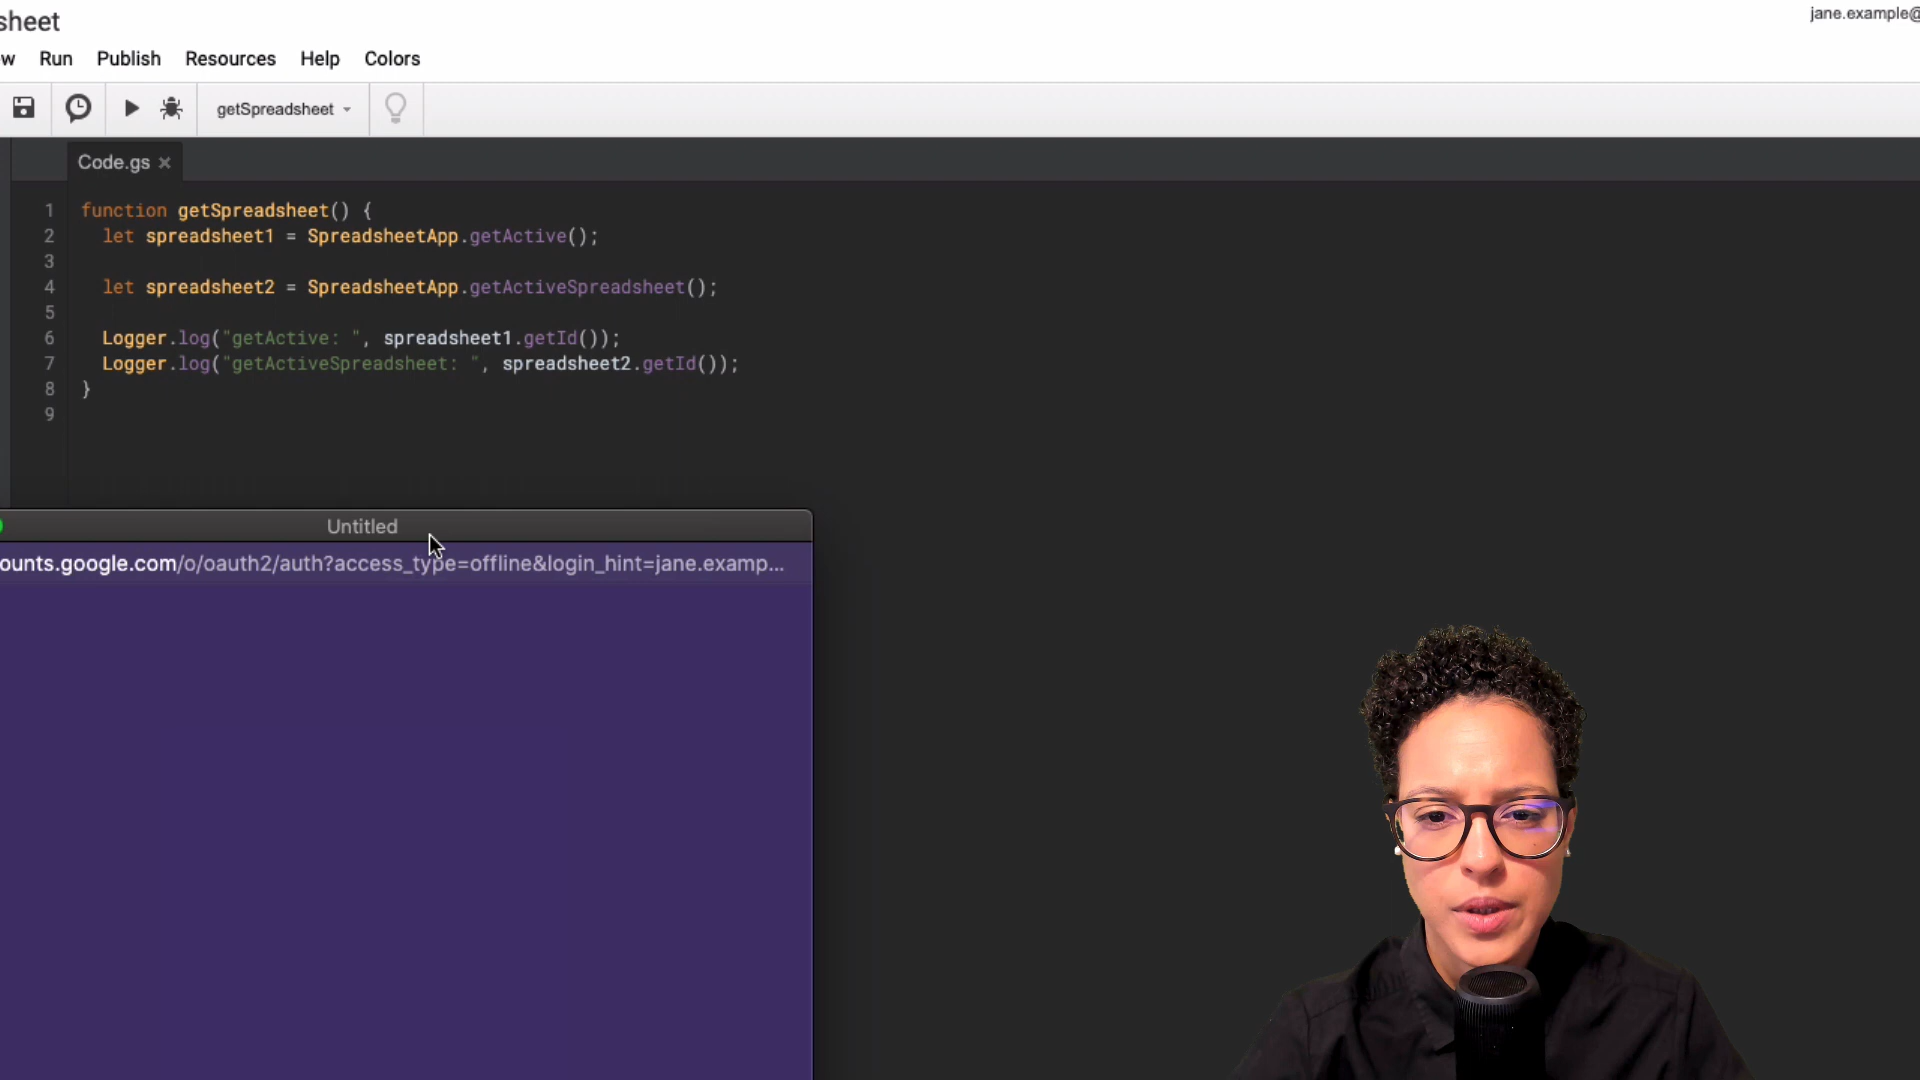 sheet
jane.example@
w Run Publish Resources Help Colors
getSpreadsheet
Code.gs
1 function getSpreadsheet() {
2 let spreadsheet1 = SpreadsheetApp.getActive();
3
4 let spreadsheet2 = SpreadsheetApp.getActiveSpreadsheet();
5
6 Logger.log("getActive: ", spreadsheet1.getId());
7 Logger.log("getActiveSpreadsheet: ", spreadsheet2.getId());
8 }
9
Untitled
ounts.google.com/o/oauth2/auth?access_type=offline&login_hint=jane.examp...